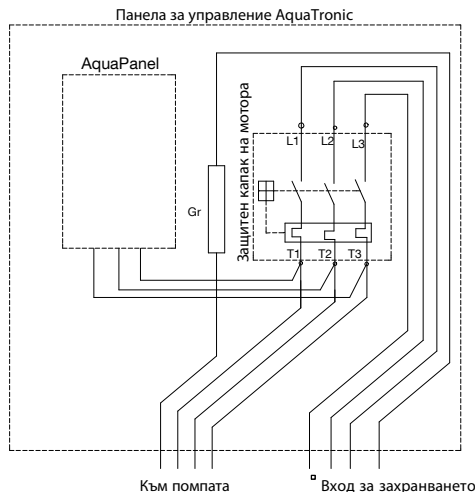 Панела за управление AquaTronic
AquaPanel
Защитен капак на мотора
L1 L2 L3
Gr
T1 T2 T3
Към помпата
Вход за захранването